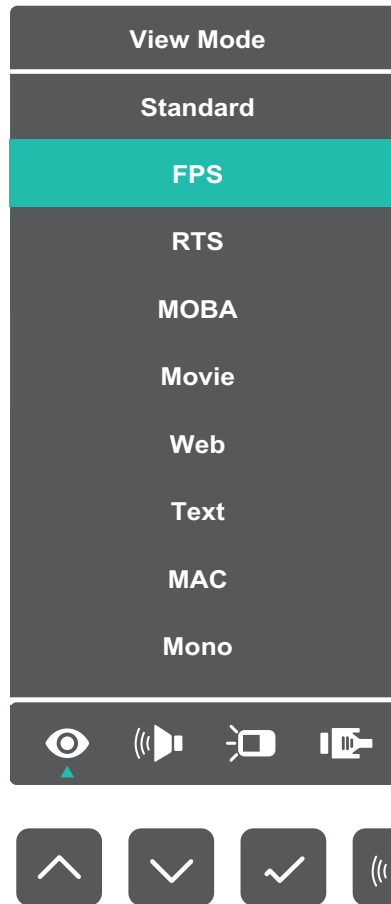 View Mode
Standard
FPS
RTS
MOBA
Movie
Web
Text
MAC
Mono